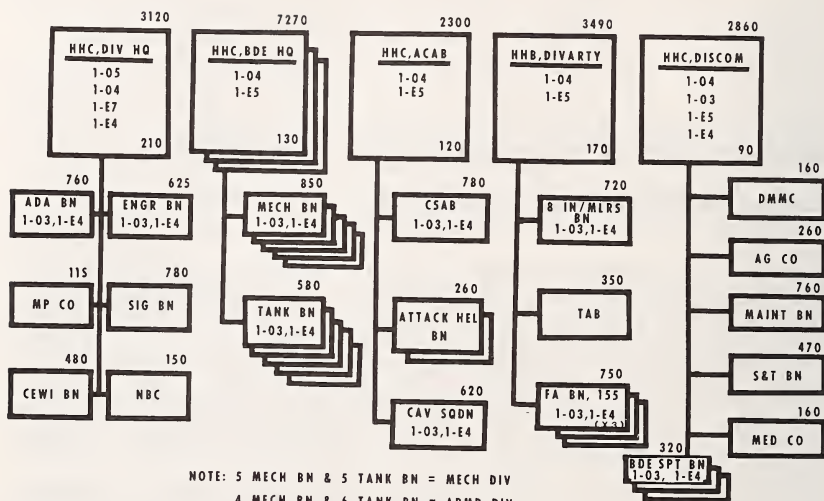 3120
HHC,DIV HQ
1-05
1-04
1-E7
1-E4
210
760
ADA BN
1-03,1-E4
625
ENGR BN
1-03,1-E4
115
MP CO
780
SIG BN
480
CEWI BN
150
NBC
7270
HHC,BDE HQ
1-04
1-E5
130
850
MECH BN
1-03,1-E4
580
TANK BN
1-03,1-E4
2300
HHC,ACAB
1-04
1-E5
120
780
CSAB
1-03,1-E4
260
ATTACK HEL
BN
620
CAV SQDN
1-03,1-E4
3490
HHB,DIVARTY
1-04
1-E5
170
720
8 IN/MLRS
BN
1-03,1-E4
350
TAB
750
FA BN, 155
1-03,1-E4
(X3)
2860
HHC,DISCOM
1-04
1-03
1-E5
1-E4
90
160
DMMC
260
AG CO
760
MAINT BN
470
S&T BN
160
MED CO
320
BDE SPT BN
1-03, 1-E4
NOTE: 5 MECH BN & 5 TANK BN = MECH DIV
4 MECH BN & 6 TANK BN = ARMD DIV